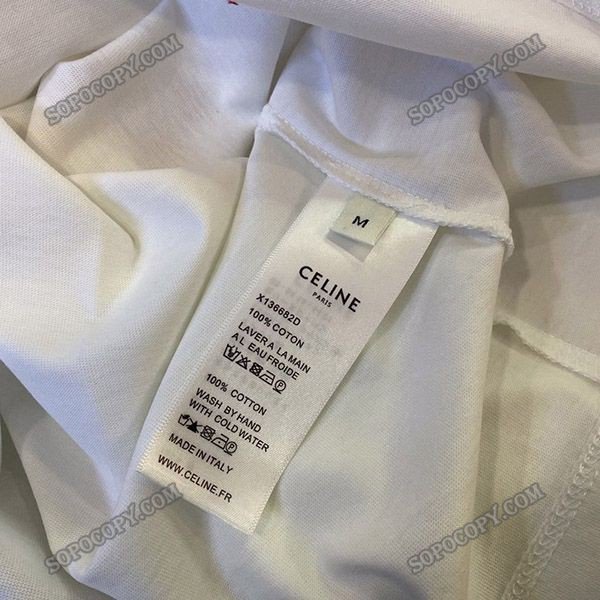 SOPOCOPY.COM
SOPOCOPY.COM
M
CELINE
PARIS
X136682D
100% COTON
LAVER A LA MAIN
A L EAU FROIDE
100% COTTON
WASH BY HAND
WITH COLD WATER
MADE IN ITALY
WWW.CELINE.FR
SOPOCOPY.COM
SOPOCOPY.COM